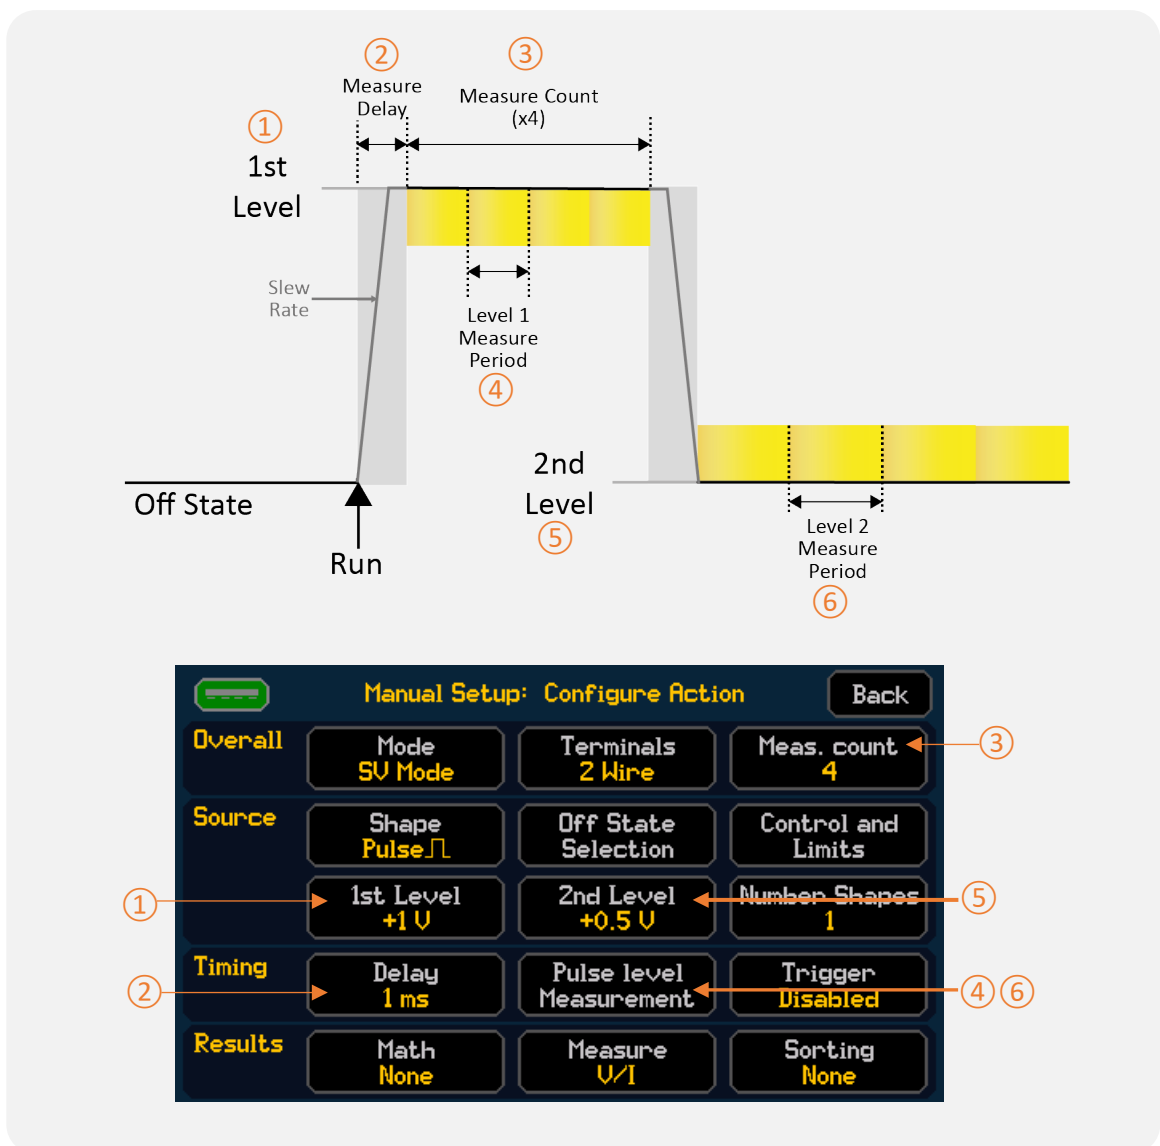 ②
Measure
Delay
③
Measure Count
(x4)
①
1st
Level
Slew
Rate
Level 1
Measure
Period
④
2nd
Level
⑤
Off State
Run
Level 2
Measure
Period
⑥
Manual Setup: Configure Action
Back
Overall
Mode
SV Mode
Terminals
2 Wire
Meas. count
4
③
Source
Shape
Pulse
Off State
Selection
Control and
Limits
①
1st Level
+1 V
2nd Level
+0.5 V
Number Shapes
1
⑤
Timing
②
Delay
1 ms
Pulse level
Measurement
Trigger
Disabled
④ ⑥
Results
Math
None
Measure
V/I
Sorting
None